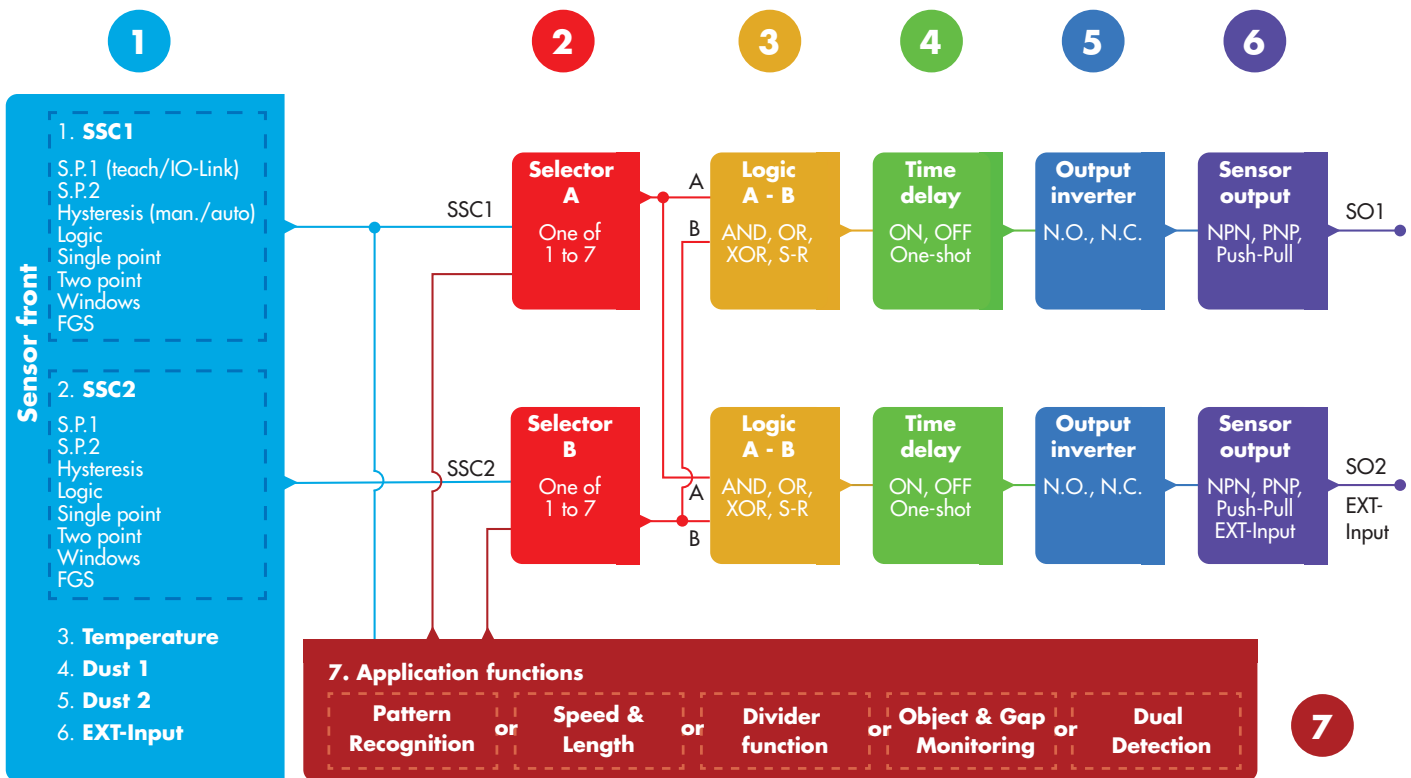 1
2
3
4
5
6
Sensor front
1. SSC1
S.P.1 (teach/IO-Link)
S.P.2
Hysteresis (man./auto)
Logic
Single point
Two point
Windows
FGS
2. SSC2
S.P.1
S.P.2
Hysteresis
Logic
Single point
Two point
Windows
FGS
3. Temperature
4. Dust 1
5. Dust 2
6. EXT-Input
SSC1
Selector
A
One of
1 to 7
A
B
Logic
A - B
AND, OR,
XOR, S-R
Time
delay
ON, OFF
One-shot
Output
inverter
N.O., N.C.
Sensor
output
NPN, PNP,
Push-Pull
SO1
SSC2
Selector
B
One of
1 to 7
A
B
Logic
A - B
AND, OR,
XOR, S-R
Time
delay
ON, OFF
One-shot
Output
inverter
N.O., N.C.
Sensor
output
NPN, PNP,
Push-Pull
EXT-Input
SO2
EXT-
Input
7. Application functions
Pattern
Recognition
or
Speed &
Length
or
Divider
function
or
Object & Gap
Monitoring
or
Dual
Detection
7